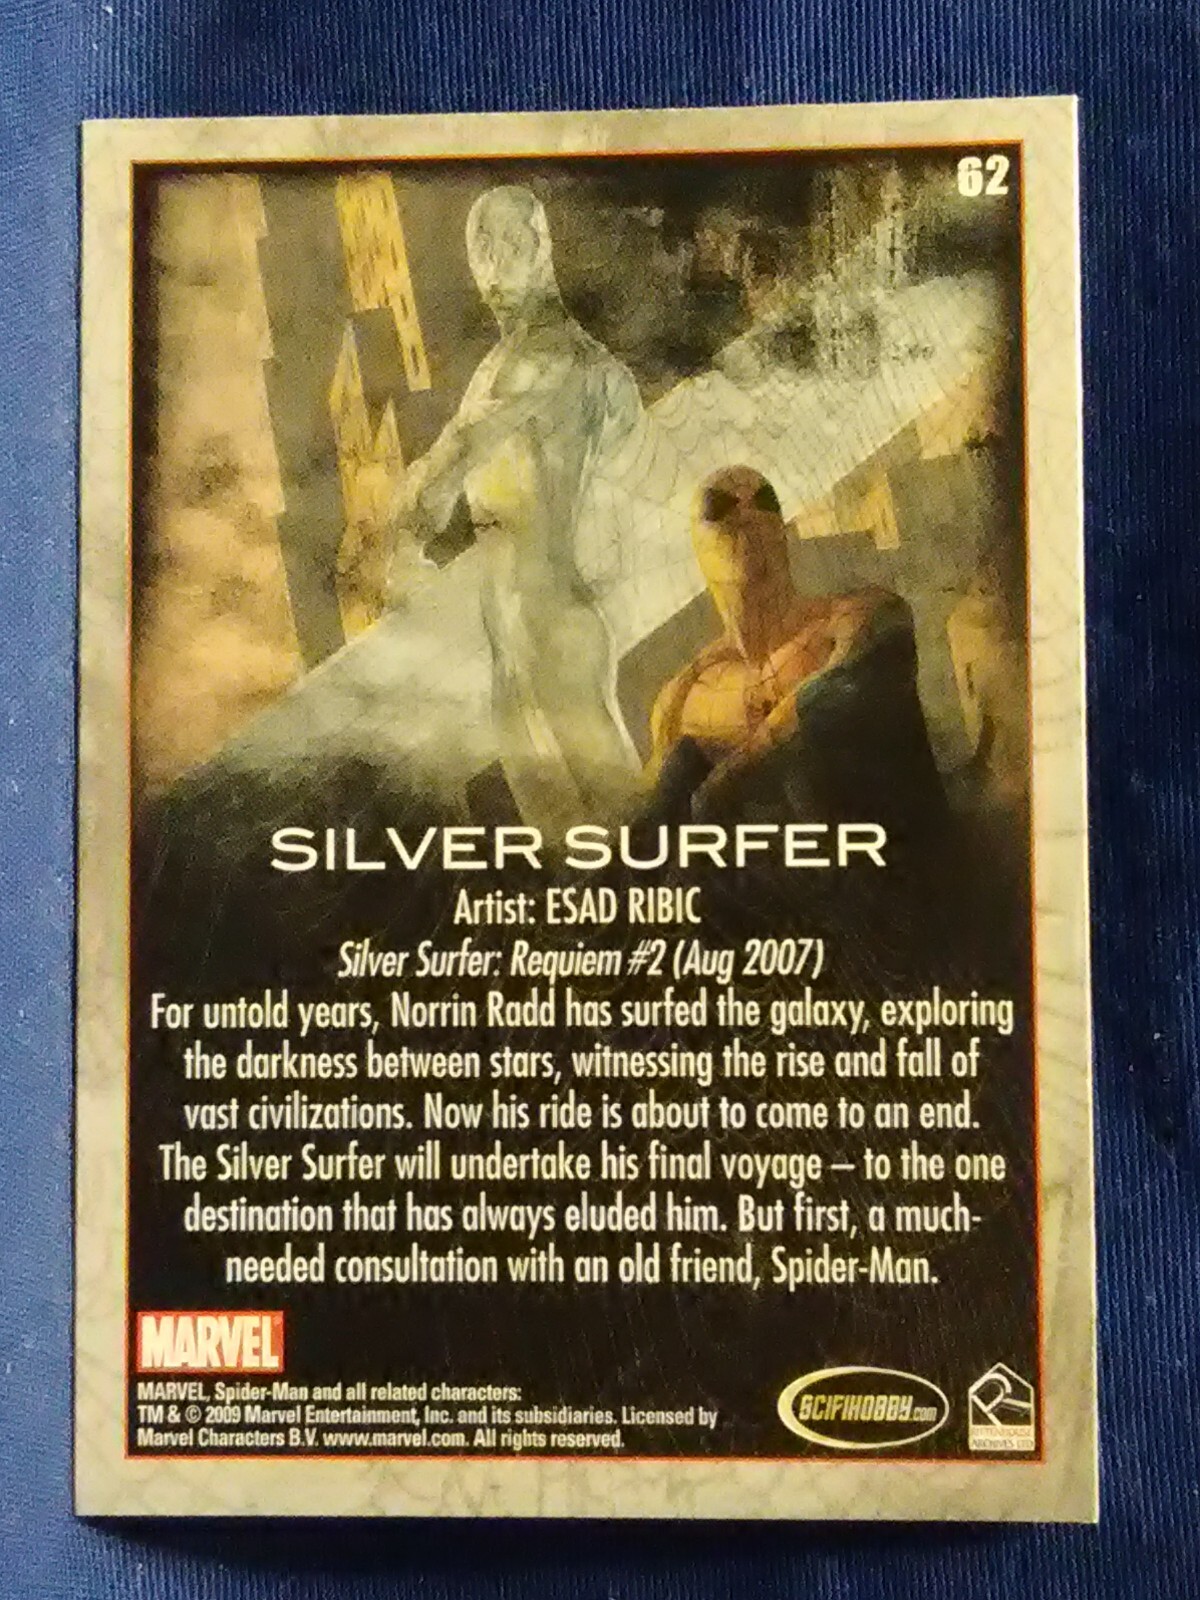 62
SILVER SURFER
Artist: ESAD RIBIC
Silver Surfer: Requiem #2 (Aug 2007)
For untold years, Norrin Radd has surfed the galaxy, exploring
the darkness between stars, witnessing the rise and fall of
vast civilizations. Now his ride is about to come to an end.
The Silver Surfer will undertake his final voyage – to the one
destination that has always eluded him. But first, a much-
needed consultation with an old friend, Spider-Man.
MARVEL
MARVEL, Spider-Man and all related characters:
TM & © 2009 Marvel Entertainment, Inc. and its subsidiaries. Licensed by
Marvel Characters B.V. www.marvel.com. All rights reserved.
SCIFIHOBBY.com
RITTENHOUSE
ARCHIVES LTD